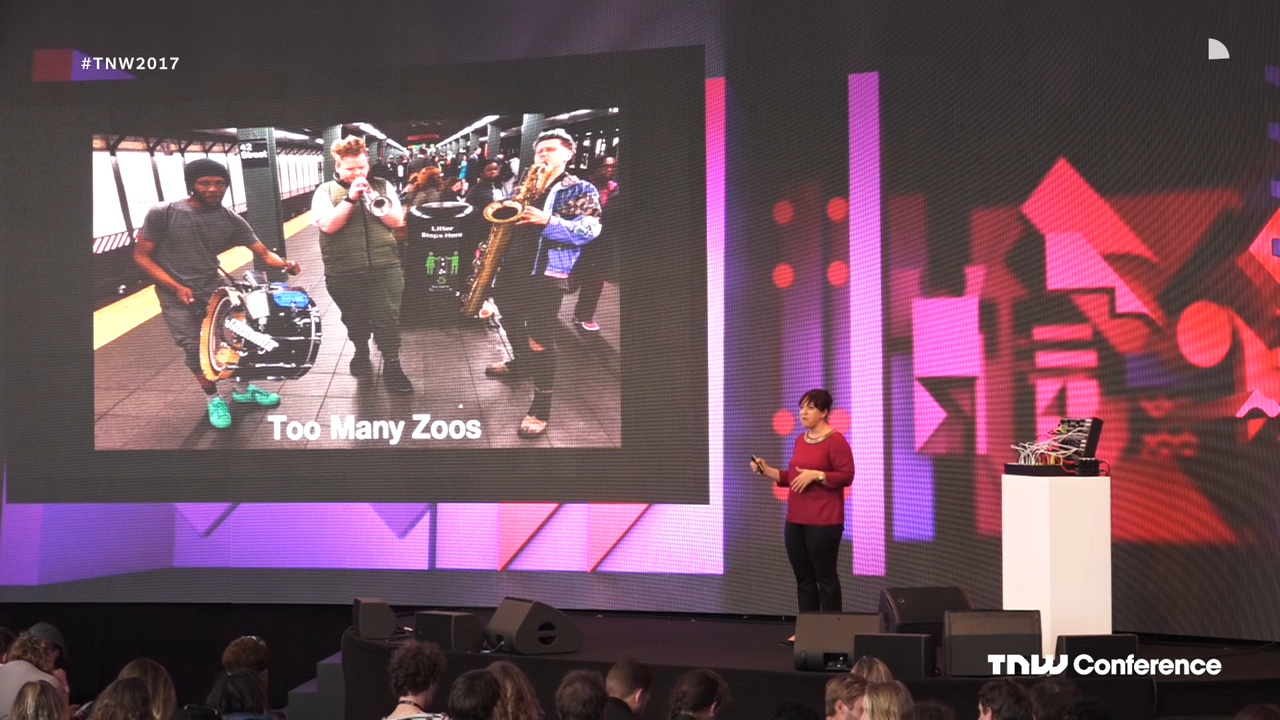 #TNW2017
42
Street
Litter
Stops Here
Too Many Zoos
TNW Conference